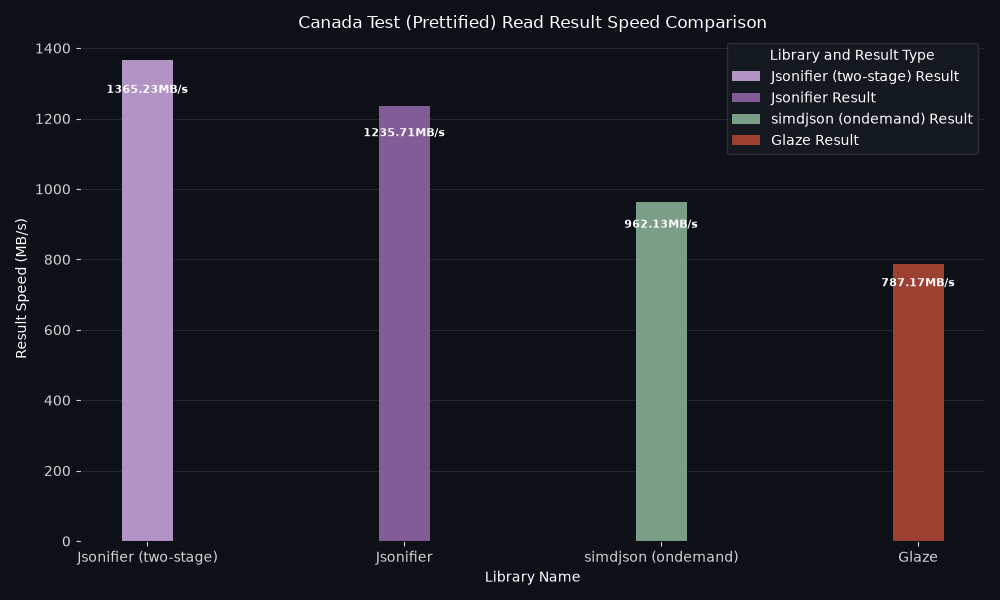 Canada Test (Prettified) Read Result Speed Comparison
Library and Result Type
Jsonifier (two-stage) Result
Jsonifier Result
simdjson (ondemand) Result
Glaze Result
Result Speed (MB/s)
1400
1200
1000
800
600
400
200
0
1365.23MB/s
1235.71MB/s
962.13MB/s
787.17MB/s
Jsonifier (two-stage)
Jsonifier
simdjson (ondemand)
Glaze
Library Name